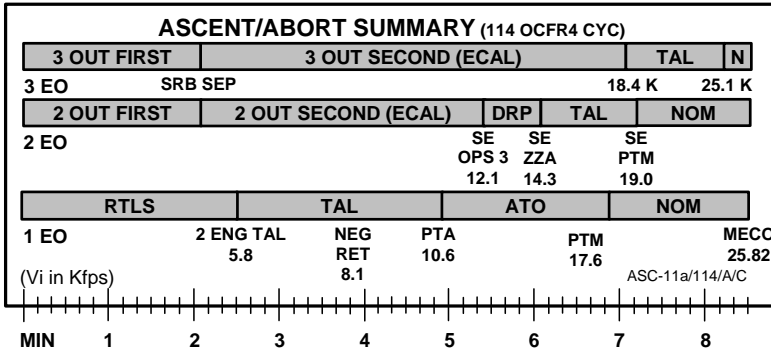 ASCENT/ABORT SUMMARY (114 OCFR4 CYC)
3 OUT FIRST 3 OUT SECOND (ECAL) TAL N
3 EO SRB SEP 18.4 K 25.1 K
2 OUT FIRST 2 OUT SECOND (ECAL) DRP TAL NOM
2 EO SE SE SE
OPS 3 ZZA PTM
12.1 14.3 19.0
RTLS TAL ATO NOM
1 EO 2 ENG TAL NEG PTA PTM MECO
5.8 RET 10.6 17.6 25.82
8.1
(Vi in Kfps) ASC-11a/114/A/C
MIN 1 2 3 4 5 6 7 8